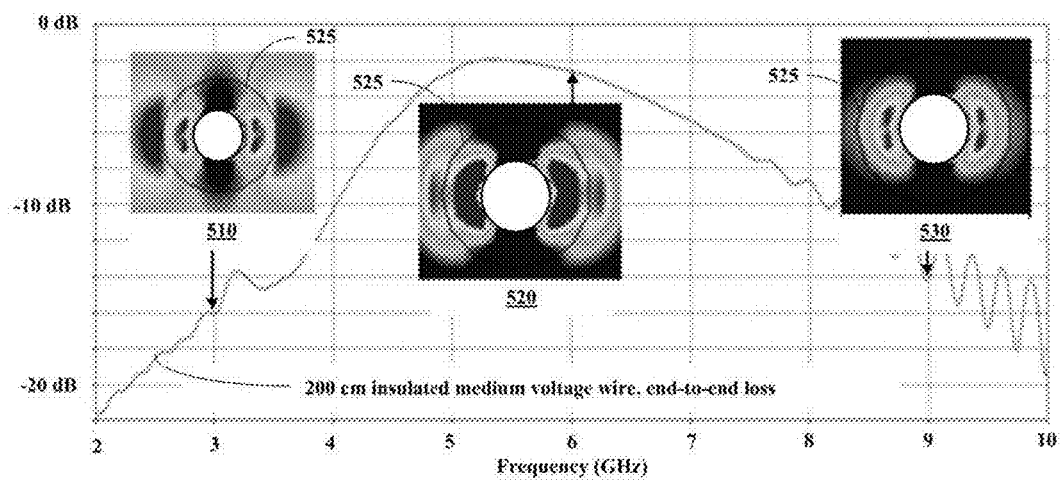 0 dB
525
525
525
-10 dB
510
520
530
-20 dB
200 cm insulated medium voltage wire, end-to-end loss
2 3 4 5 6 7 8 9 10
Frequency (GHz)